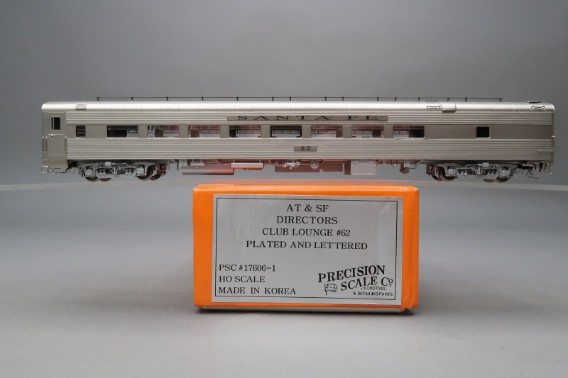 SANTA FE
62
AT & SF
DIRECTORS
CLUB LOUNGE #62
PLATED AND LETTERED
PSC #17606-1
HO SCALE
MADE IN KOREA
PRECISION
SCALE CO